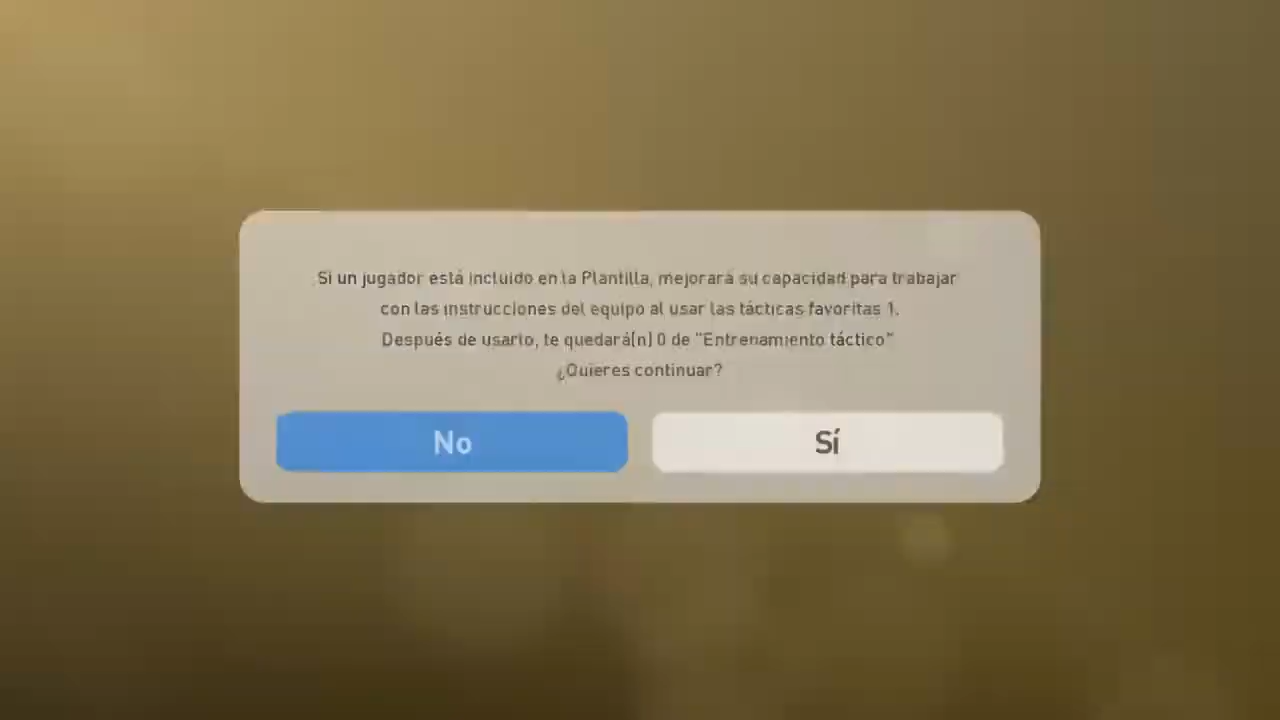 Si un jugador está incluido en la Plantilla, mejorará su capacidad para trabajar
con las instrucciones del equipo al usar las tácticas favoritas 1.
Después de usarlo, te quedará(n) 0 de "Entrenamiento táctico"
¿Quieres continuar?
No
Sí